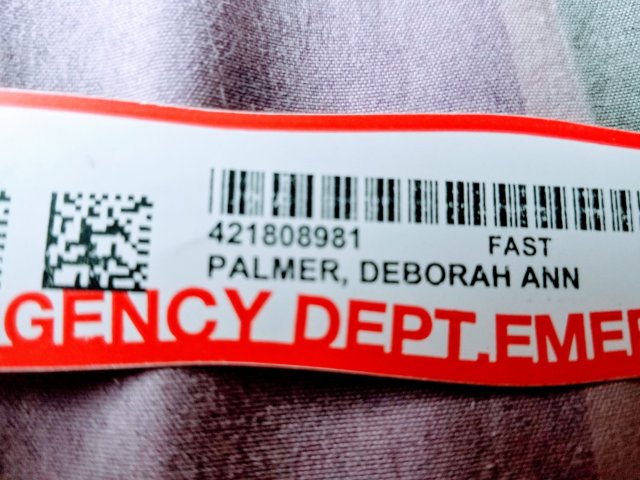 421808981 FAST
PALMER, DEBORAH ANN
GENCY DEPT.EMER